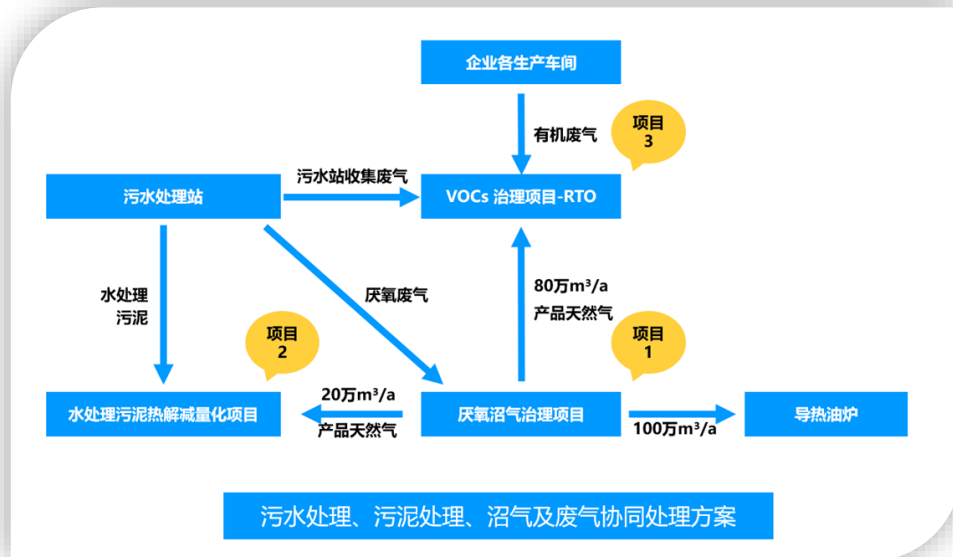 企业各生产车间
有机废气
项目
3
污水站收集废气
污水处理站
VOCs 治理项目-RTO
水处理
污泥
厌氧废气
80万m³/a
产品天然气
项目
2
项目
1
水处理污泥热解减量化项目
20万m³/a
产品天然气
厌氧沼气治理项目
100万m³/a
导热油炉
污水处理、污泥处理、沼气及废气协同处理方案